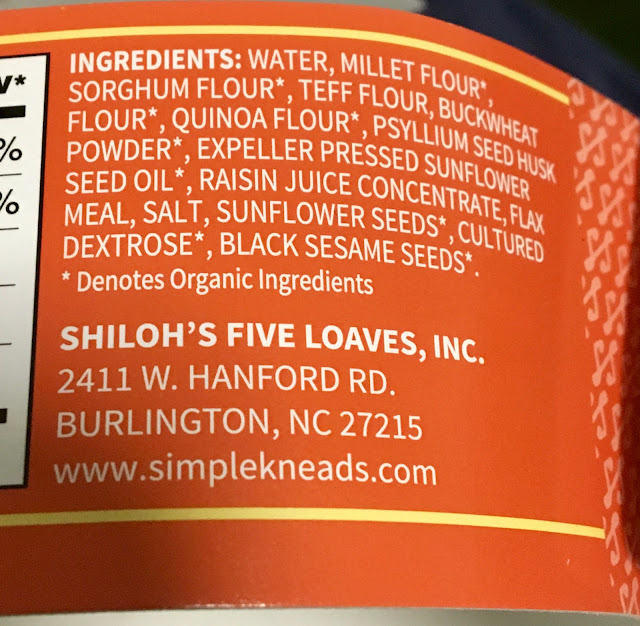 V*
%
%
INGREDIENTS: WATER, MILLET FLOUR*,
SORGHUM FLOUR*, TEFF FLOUR, BUCKWHEAT
FLOUR*, QUINOA FLOUR*, PSYLLIUM SEED HUSK
POWDER*, EXPELLER PRESSED SUNFLOWER
SEED OIL*, RAISIN JUICE CONCENTRATE, FLAX
MEAL, SALT, SUNFLOWER SEEDS*, CULTURED
DEXTROSE*, BLACK SESAME SEEDS*.
* Denotes Organic Ingredients
SHILOH'S FIVE LOAVES, INC.
2411 W. HANFORD RD.
BURLINGTON, NC 27215
www.simplekneads.com